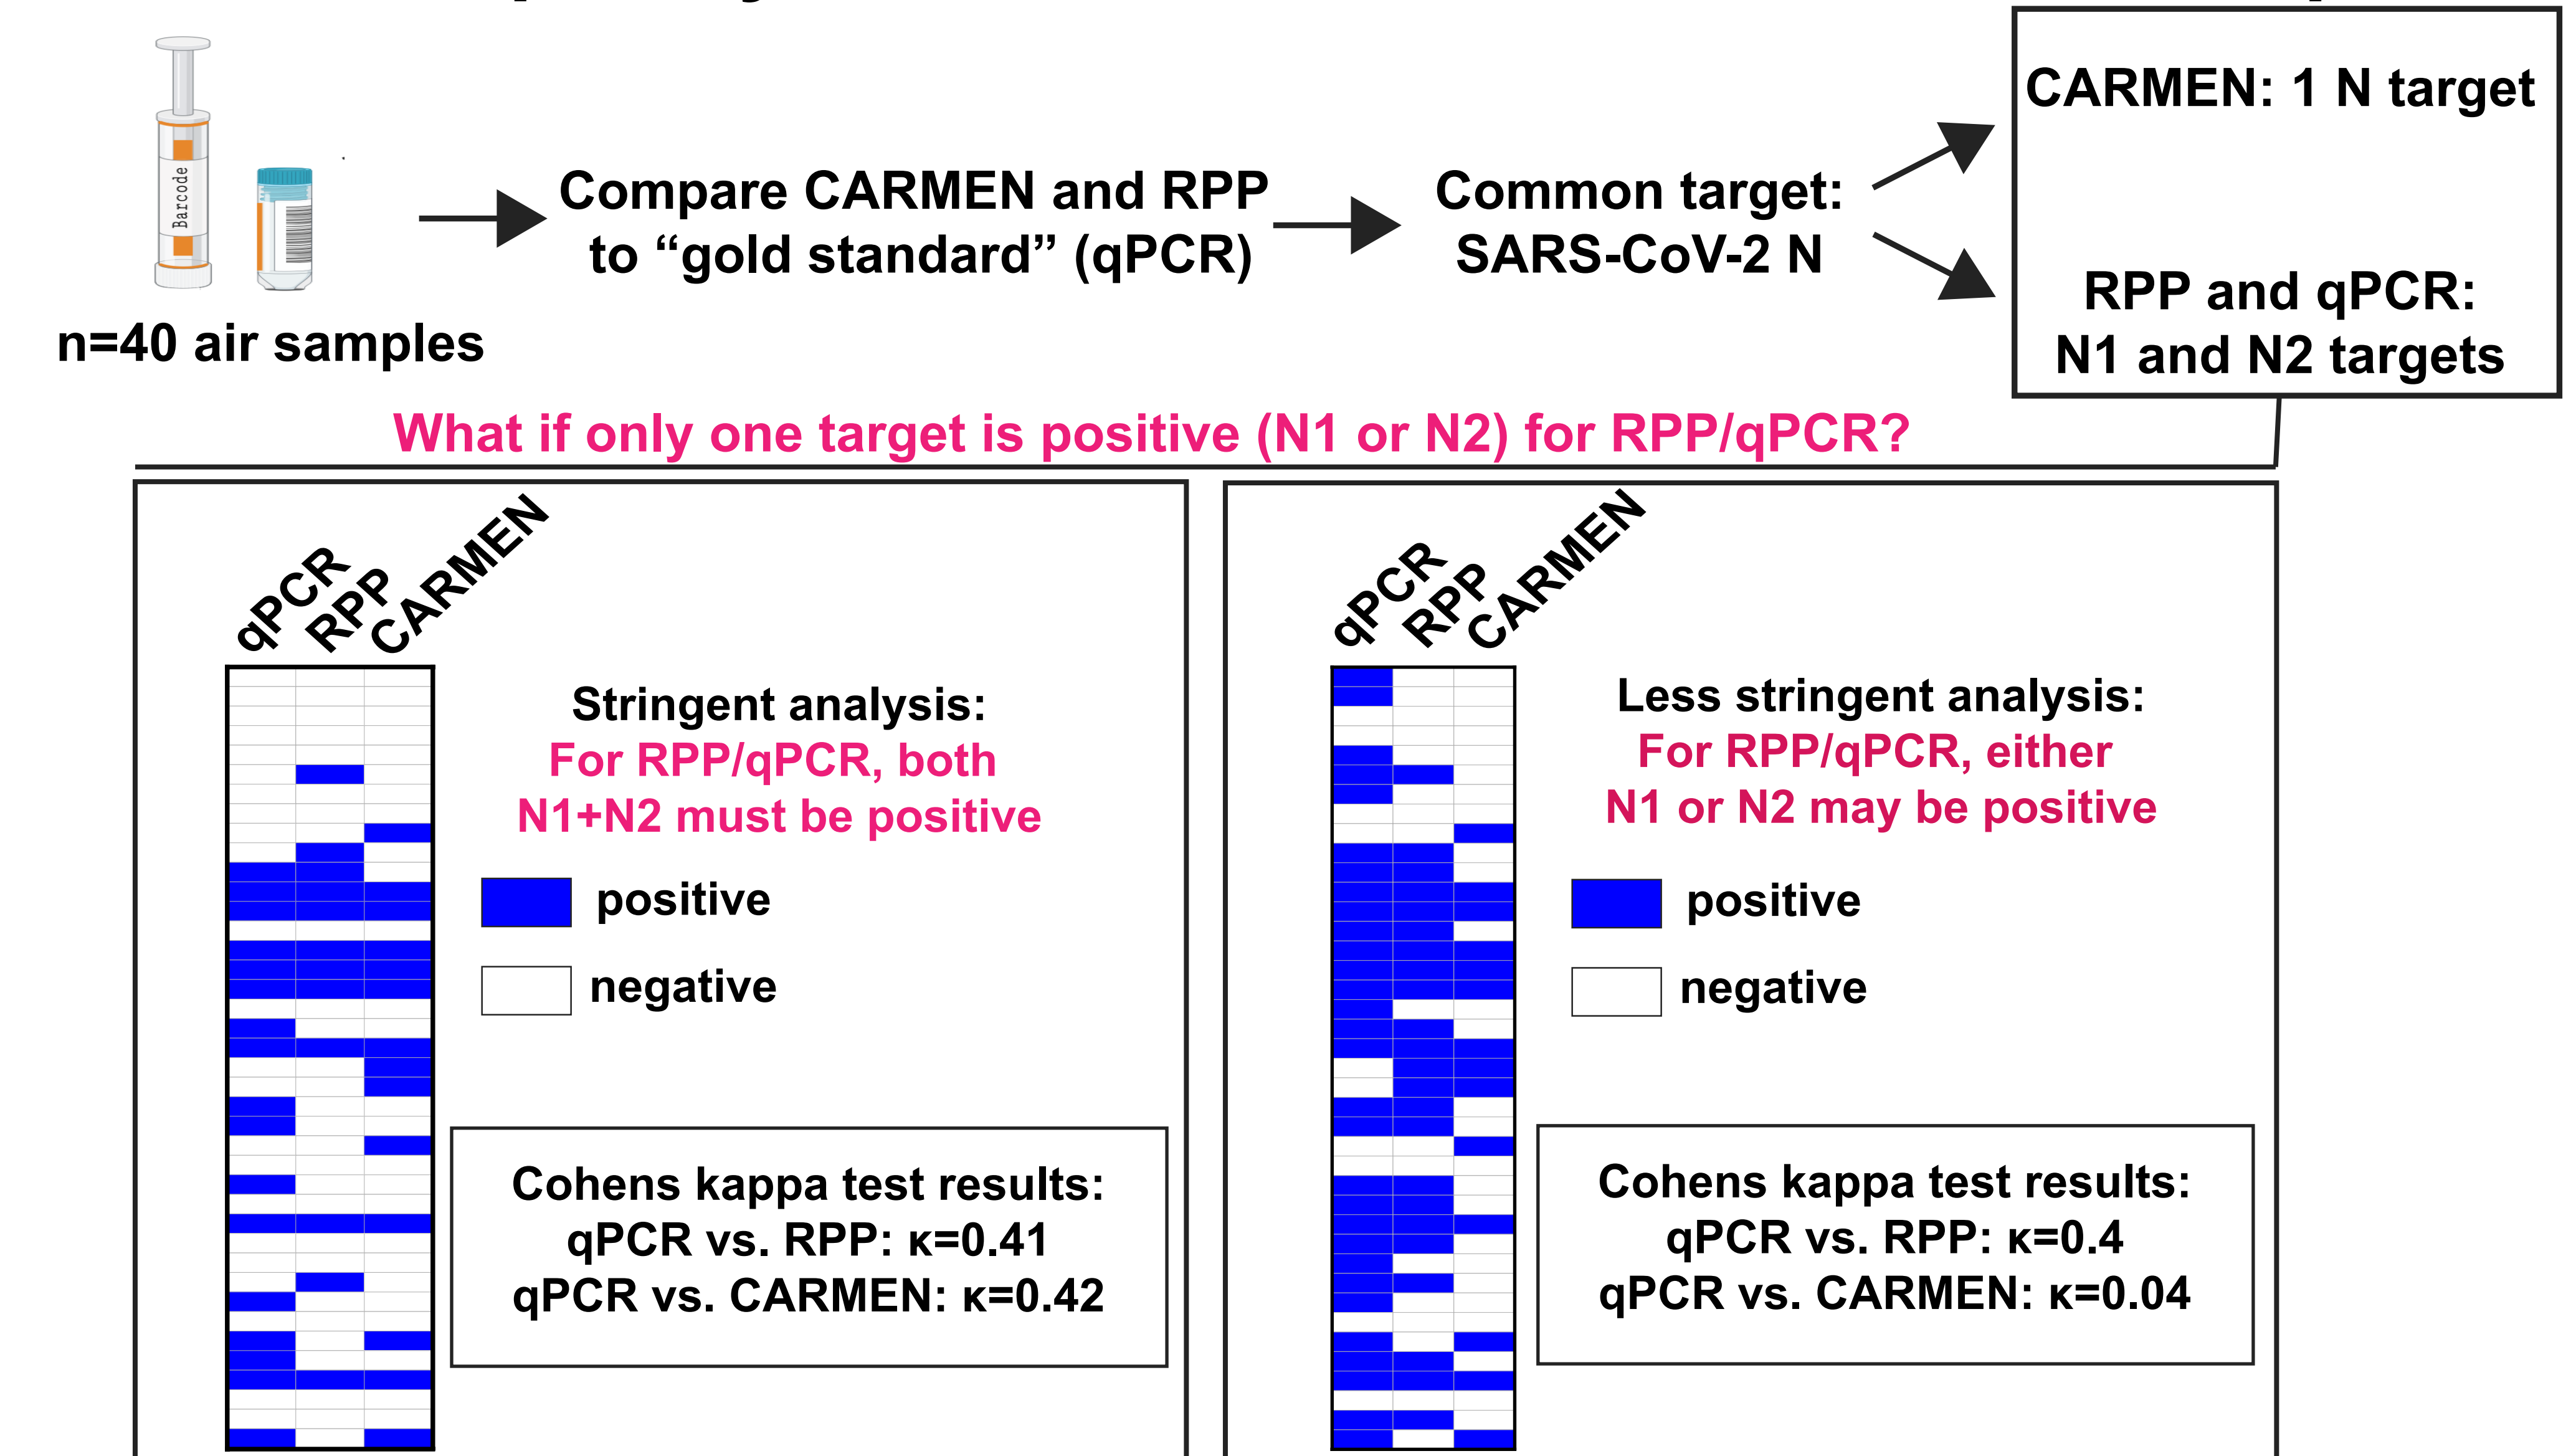 Barcode
n=40 air samples
Compare CARMEN and RPP
to “gold standard” (qPCR)
Common target:
SARS-CoV-2 N
CARMEN: 1 N target
RPP and qPCR:
N1 and N2 targets
What if only one target is positive (N1 or N2) for RPP/qPCR?
qPCR
RPP
CARMEN
Stringent analysis:
For RPP/qPCR, both
N1+N2 must be positive
positive
negative
Cohens kappa test results:
qPCR vs. RPP: κ=0.41
qPCR vs. CARMEN: κ=0.42
qPCR
RPP
CARMEN
Less stringent analysis:
For RPP/qPCR, either
N1 or N2 may be positive
positive
negative
Cohens kappa test results:
qPCR vs. RPP: κ=0.4
qPCR vs. CARMEN: κ=0.04